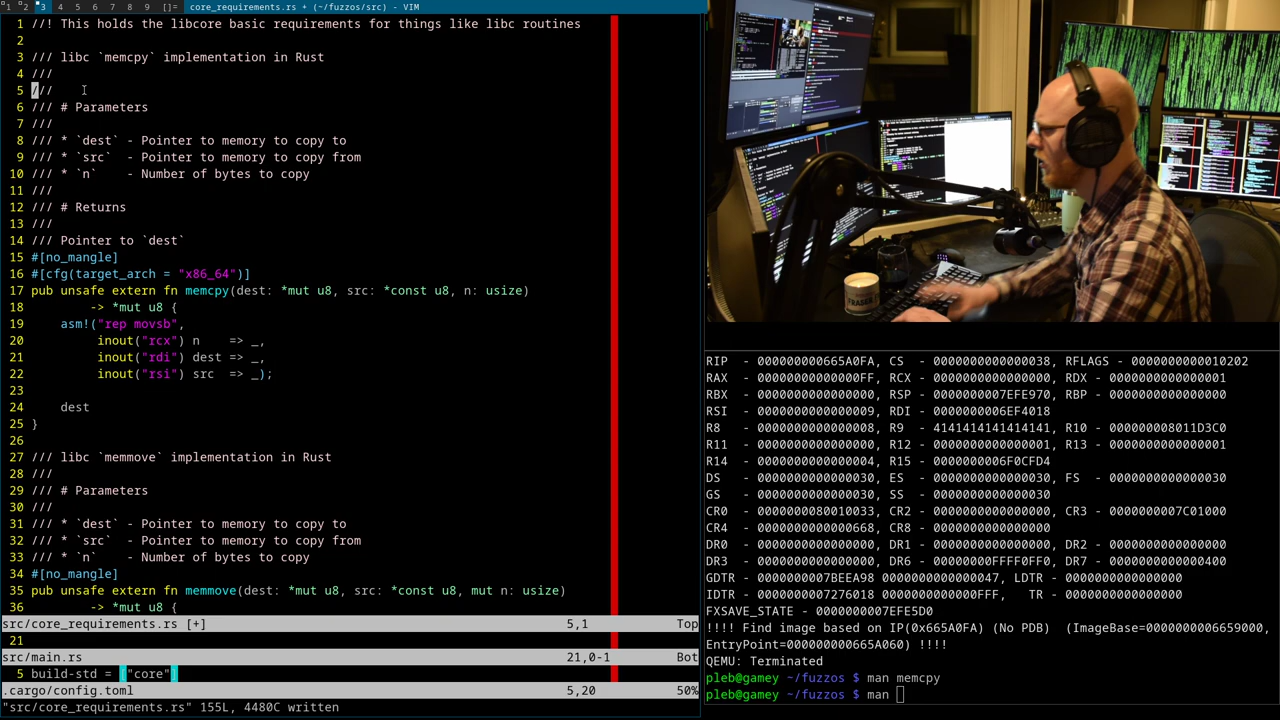 1 2 3 4 5 6 7 8 9 []= core_requirements.rs + (~/fuzzos/src) - VIM
1 //! This holds the libcore basic requirements for things like libc routines
2
3 /// libc `memcpy` implementation in Rust
4 ///
5 ///
6 /// # Parameters
7 ///
8 /// * `dest` - Pointer to memory to copy to
9 /// * `src` - Pointer to memory to copy from
10 /// * `n` - Number of bytes to copy
11 ///
12 /// # Returns
13 ///
14 /// Pointer to `dest`
15 #[no_mangle]
16 #[cfg(target_arch = "x86_64")]
17 pub unsafe extern fn memcpy(dest: *mut u8, src: *const u8, n: usize)
18 -> *mut u8 {
19 asm!("rep movsb",
20 inout("rcx") n => _,
21 inout("rdi") dest => _,
22 inout("rsi") src => _);
23
24 dest
25 }
26
27 /// libc `memmove` implementation in Rust
28 ///
29 /// # Parameters
30 ///
31 /// * `dest` - Pointer to memory to copy to
32 /// * `src` - Pointer to memory to copy from
33 /// * `n` - Number of bytes to copy
34 #[no_mangle]
35 pub unsafe extern fn memmove(dest: *mut u8, src: *const u8, mut n: usize)
36 -> *mut u8 {
src/core_requirements.rs [+] 5,1 Top
21
src/main.rs 21,0-1 Bot
5 build-std = ["core"]
.cargo/config.toml 5,20 50%
"src/core_requirements.rs" 155L, 4480C written
RIP - 000000000665A0FA, CS - 0000000000000038, RFLAGS - 0000000000010202
RAX - 00000000000000FF, RCX - 0000000000000000, RDX - 0000000000000001
RBX - 0000000000000000, RSP - 0000000007EFE970, RBP - 0000000000000000
RSI - 0000000000000009, RDI - 0000000006EF4018
R8 - 0000000000000008, R9 - 4141414141414141, R10 - 000000008011D3C0
R11 - 0000000000000000, R12 - 0000000000000001, R13 - 0000000000000001
R14 - 0000000000000004, R15 - 0000000006F0CFD4
DS - 0000000000000030, ES - 0000000000000030, FS - 0000000000000030
GS - 0000000000000030, SS - 0000000000000030
CR0 - 0000000080010033, CR2 - 0000000000000000, CR3 - 0000000007C01000
CR4 - 0000000000000668, CR8 - 0000000000000000
DR0 - 0000000000000000, DR1 - 0000000000000000, DR2 - 0000000000000000
DR3 - 0000000000000000, DR6 - 00000000FFFF0FF0, DR7 - 0000000000000400
GDTR - 0000000007BEEA98 0000000000000047, LDTR - 0000000000000000
IDTR - 0000000007276018 0000000000000FFF, TR - 0000000000000000
FXSAVE_STATE - 0000000007EFE5D0
!!!! Find image based on IP(0x665A0FA) (No PDB) (ImageBase=0000000006659000,
EntryPoint=000000000665A060) !!!!
QEMU: Terminated
pleb@gamey ~/fuzzos $ man memcpy
pleb@gamey ~/fuzzos $ man